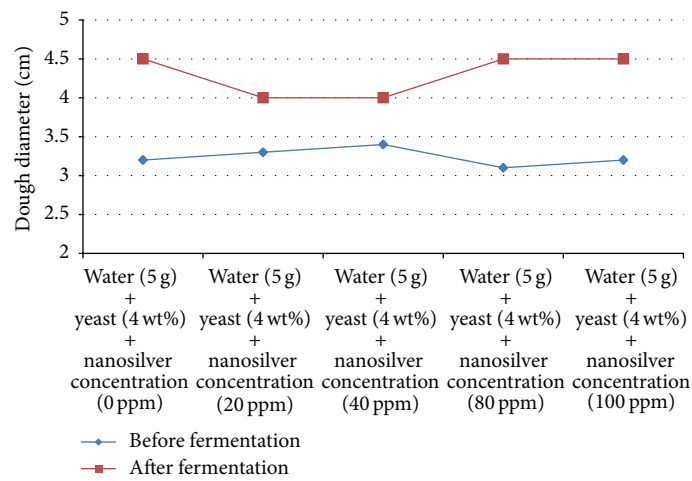 Dough diameter (cm)
5
4.5
4
3.5
3
2.5
2
Water (5 g)
+
yeast (4 wt%)
+
nanosilver
concentration
(0 ppm)
Water (5 g)
+
yeast (4 wt%)
+
nanosilver
concentration
(20 ppm)
Water (5 g)
+
yeast (4 wt%)
+
nanosilver
concentration
(40 ppm)
Water (5 g)
+
yeast (4 wt%)
+
nanosilver
concentration
(80 ppm)
Water (5 g)
+
yeast (4 wt%)
+
nanosilver
concentration
(100 ppm)
Before fermentation
After fermentation